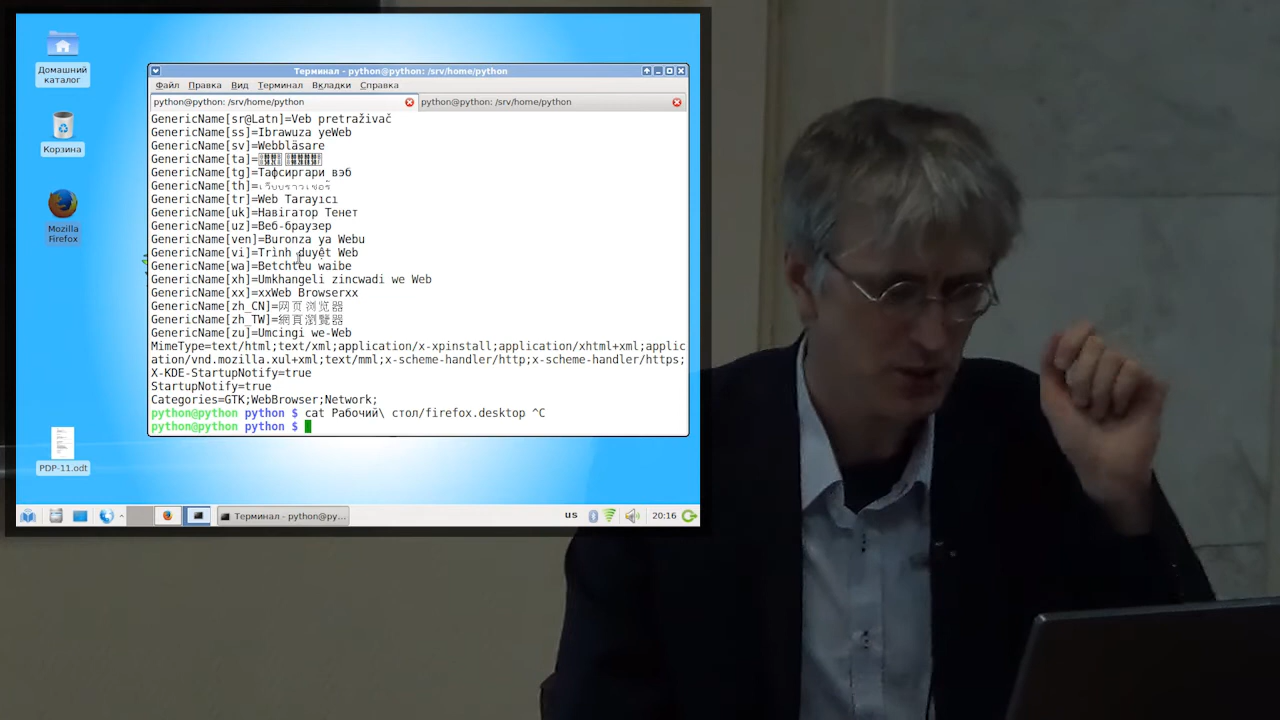 Домашний
каталог
Корзина
Mozilla
Firefox
PDP-11.odt
Терминал - python@python: /srv/home/python
Файл Правка Вид Терминал Вкладки Справка
python@python: /srv/home/python python@python: /srv/home/python
GenericName[sr@Latn]=Veb pretraživač
GenericName[ss]=Ibrawuza yeWeb
GenericName[sv]=Webbläsare
GenericName[ta]=
GenericName[tg]=Тафсиргари вэб
GenericName[th]=
GenericName[tr]=Web Tarayıcı
GenericName[uk]=Навігатор Тенет
GenericName[uz]=Веб-браузер
GenericName[ven]=Buronza ya Webu
GenericName[vi]=Trình duyệt Web
GenericName[wa]=Betchteu waibe
GenericName[xh]=Umkhangeli zincwadi we Web
GenericName[xx]=xxWeb Browserxx
GenericName[zh_CN]=网页浏览器
GenericName[zh_TW]=網頁瀏覽器
GenericName[zu]=Umcingi we-Web
MimeType=text/html;text/xml;application/x-xpinstall;application/xhtml+xml;applic
ation/vnd.mozilla.xul+xml;text/mml;x-scheme-handler/http;x-scheme-handler/https;
X-KDE-StartupNotify=true
StartupNotify=true
Categories=GTK;WebBrowser;Network;
python@python python $ cat Рабочий\ стол/firefox.desktop ^C
python@python python $
Терминал - python@py...
us
20:16